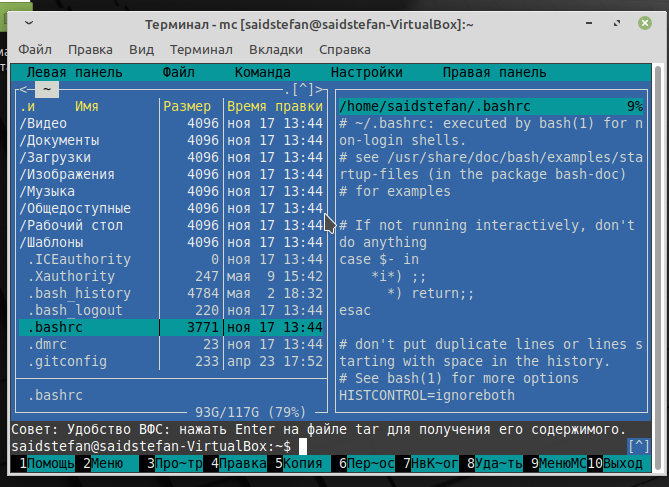 Терминал - mc [saidstefan@saidstefan-VirtualBox]:~
Файл Правка Вид Терминал Вкладки Справка
Левая панель Файл Команда Настройки Правая панель
<─ ~ .[^]>
.и Имя Размер Время правки
/Видео 4096 ноя 17 13:44
/Документы 4096 ноя 17 13:44
/Загрузки 4096 ноя 17 13:44
/Изображения 4096 ноя 17 13:44
/Музыка 4096 ноя 17 13:44
/Общедоступные 4096 ноя 17 13:44
/Рабочий стол 4096 ноя 17 13:44
/Шаблоны 4096 ноя 17 13:44
.ICEauthority 0 ноя 17 13:44
.Xauthority 247 мая 9 15:42
.bash_history 4784 мая 2 18:32
.bash_logout 220 ноя 17 13:44
.bashrc 3771 ноя 17 13:44
.dmrc 23 ноя 17 13:44
.gitconfig 233 апр 23 17:52
.bashrc
93G/117G (79%)
/home/saidstefan/.bashrc 9%
# ~/.bashrc: executed by bash(1) for n
on-login shells.
# see /usr/share/doc/bash/examples/sta
rtup-files (in the package bash-doc)
# for examples
# If not running interactively, don't
do anything
case $- in
*i*) ;;
*) return;;
esac
# don't put duplicate lines or lines s
tarting with space in the history.
# See bash(1) for more options
HISTCONTROL=ignoreboth
Совет: Удобство ВФС: нажать Enter на файле tar для получения его содержимого.
saidstefan@saidstefan-VirtualBox:~$ [^]
1Помощь 2Меню 3Про~тр 4Правка 5Копия 6Пер~ос 7НвК~ог 8Уда~ть 9МенюМС 10Выход